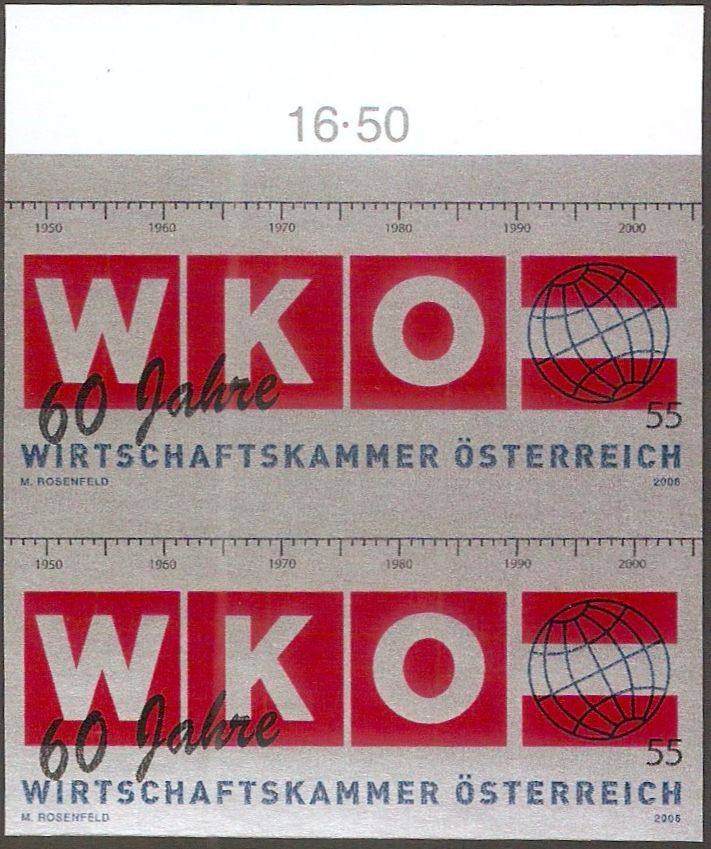 16·50
1950 1960 1970 1980 1990 2000
WKO
60 Jahre
55
WIRTSCHAFTSKAMMER ÖSTERREICH
M. ROSENFELD 2006
1950 1960 1970 1980 1990 2000
WKO
60 Jahre
55
WIRTSCHAFTSKAMMER ÖSTERREICH
M. ROSENFELD 2006